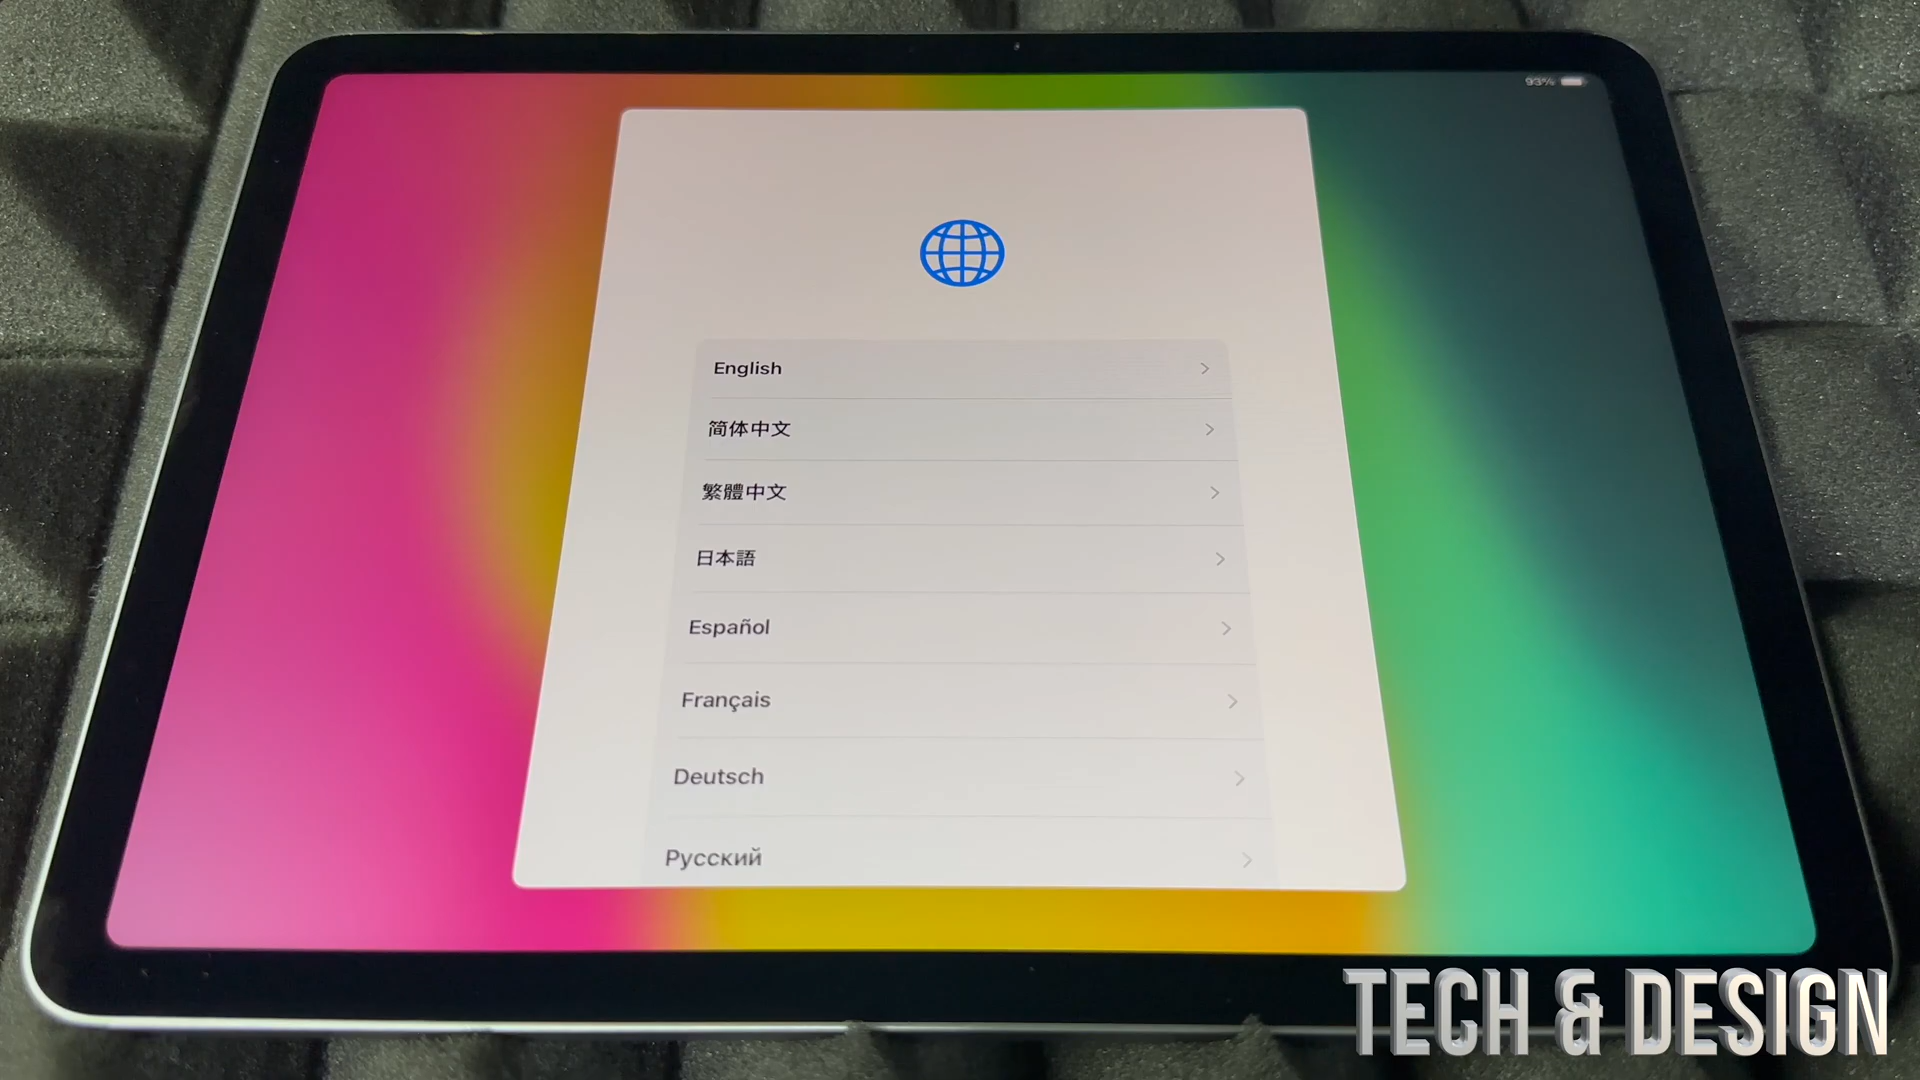 93%
English
简体中文
繁體中文
日本語
Español
Français
Deutsch
Русский
TECH & DESIGN